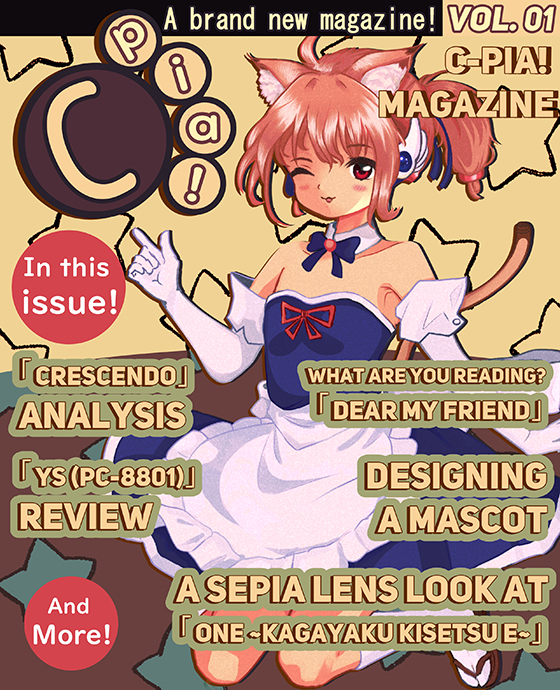 A brand new magazine!
VOL. 01
C-PIA!
MAGAZINE
Cpia!
In this
issue!
「CRESCENDO」
ANALYSIS
WHAT ARE YOU READING?
「DEAR MY FRIEND」
「YS (PC-8801)」
REVIEW
DESIGNING
A MASCOT
A SEPIA LENS LOOK AT
「ONE ~KAGAYAKU KISETSU E~」
And
More!